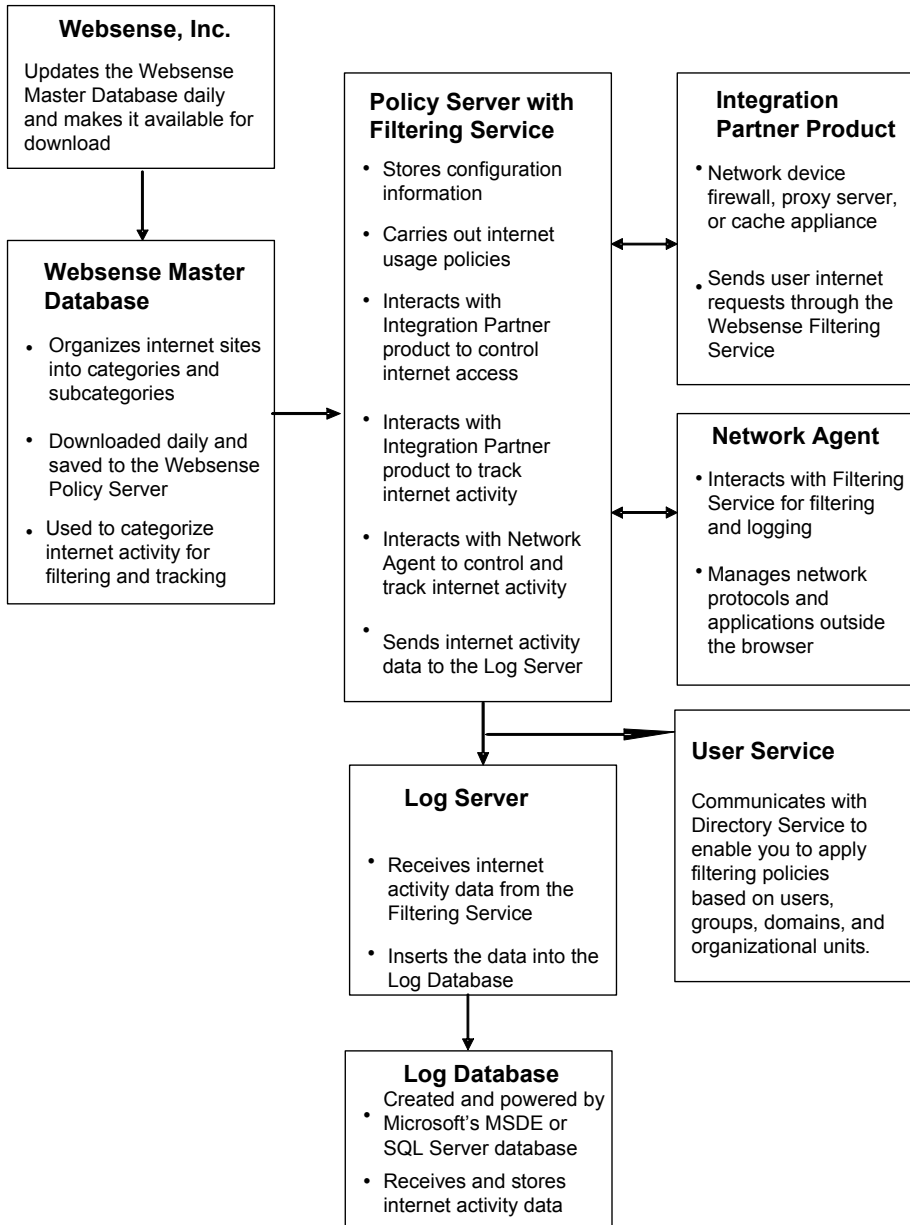 Websense, Inc.
Updates the Websense
Master Database daily
and makes it available for
download
Websense Master
Database
• Organizes internet sites
into categories and
subcategories
• Downloaded daily and
saved to the Websense
Policy Server
• Used to categorize
internet activity for
filtering and tracking
Policy Server with
Filtering Service
• Stores configuration
information
• Carries out internet
usage policies
• Interacts with
Integration Partner
product to control
internet access
• Interacts with
Integration Partner
product to track
internet activity
• Interacts with Network
Agent to control and
track internet activity
• Sends internet activity
data to the Log Server
Integration
Partner Product
• Network device
firewall, proxy server,
or cache appliance
• Sends user internet
requests through the
Websense Filtering
Service
Network Agent
• Interacts with Filtering
Service for filtering
and logging
• Manages network
protocols and
applications outside
the browser
User Service
Communicates with
Directory Service to
enable you to apply
filtering policies
based on users,
groups, domains, and
organizational units.
Log Server
• Receives internet
activity data from the
Filtering Service
• Inserts the data into the
Log Database
Log Database
• Created and powered by
Microsoft's MSDE or
SQL Server database
• Receives and stores
internet activity data